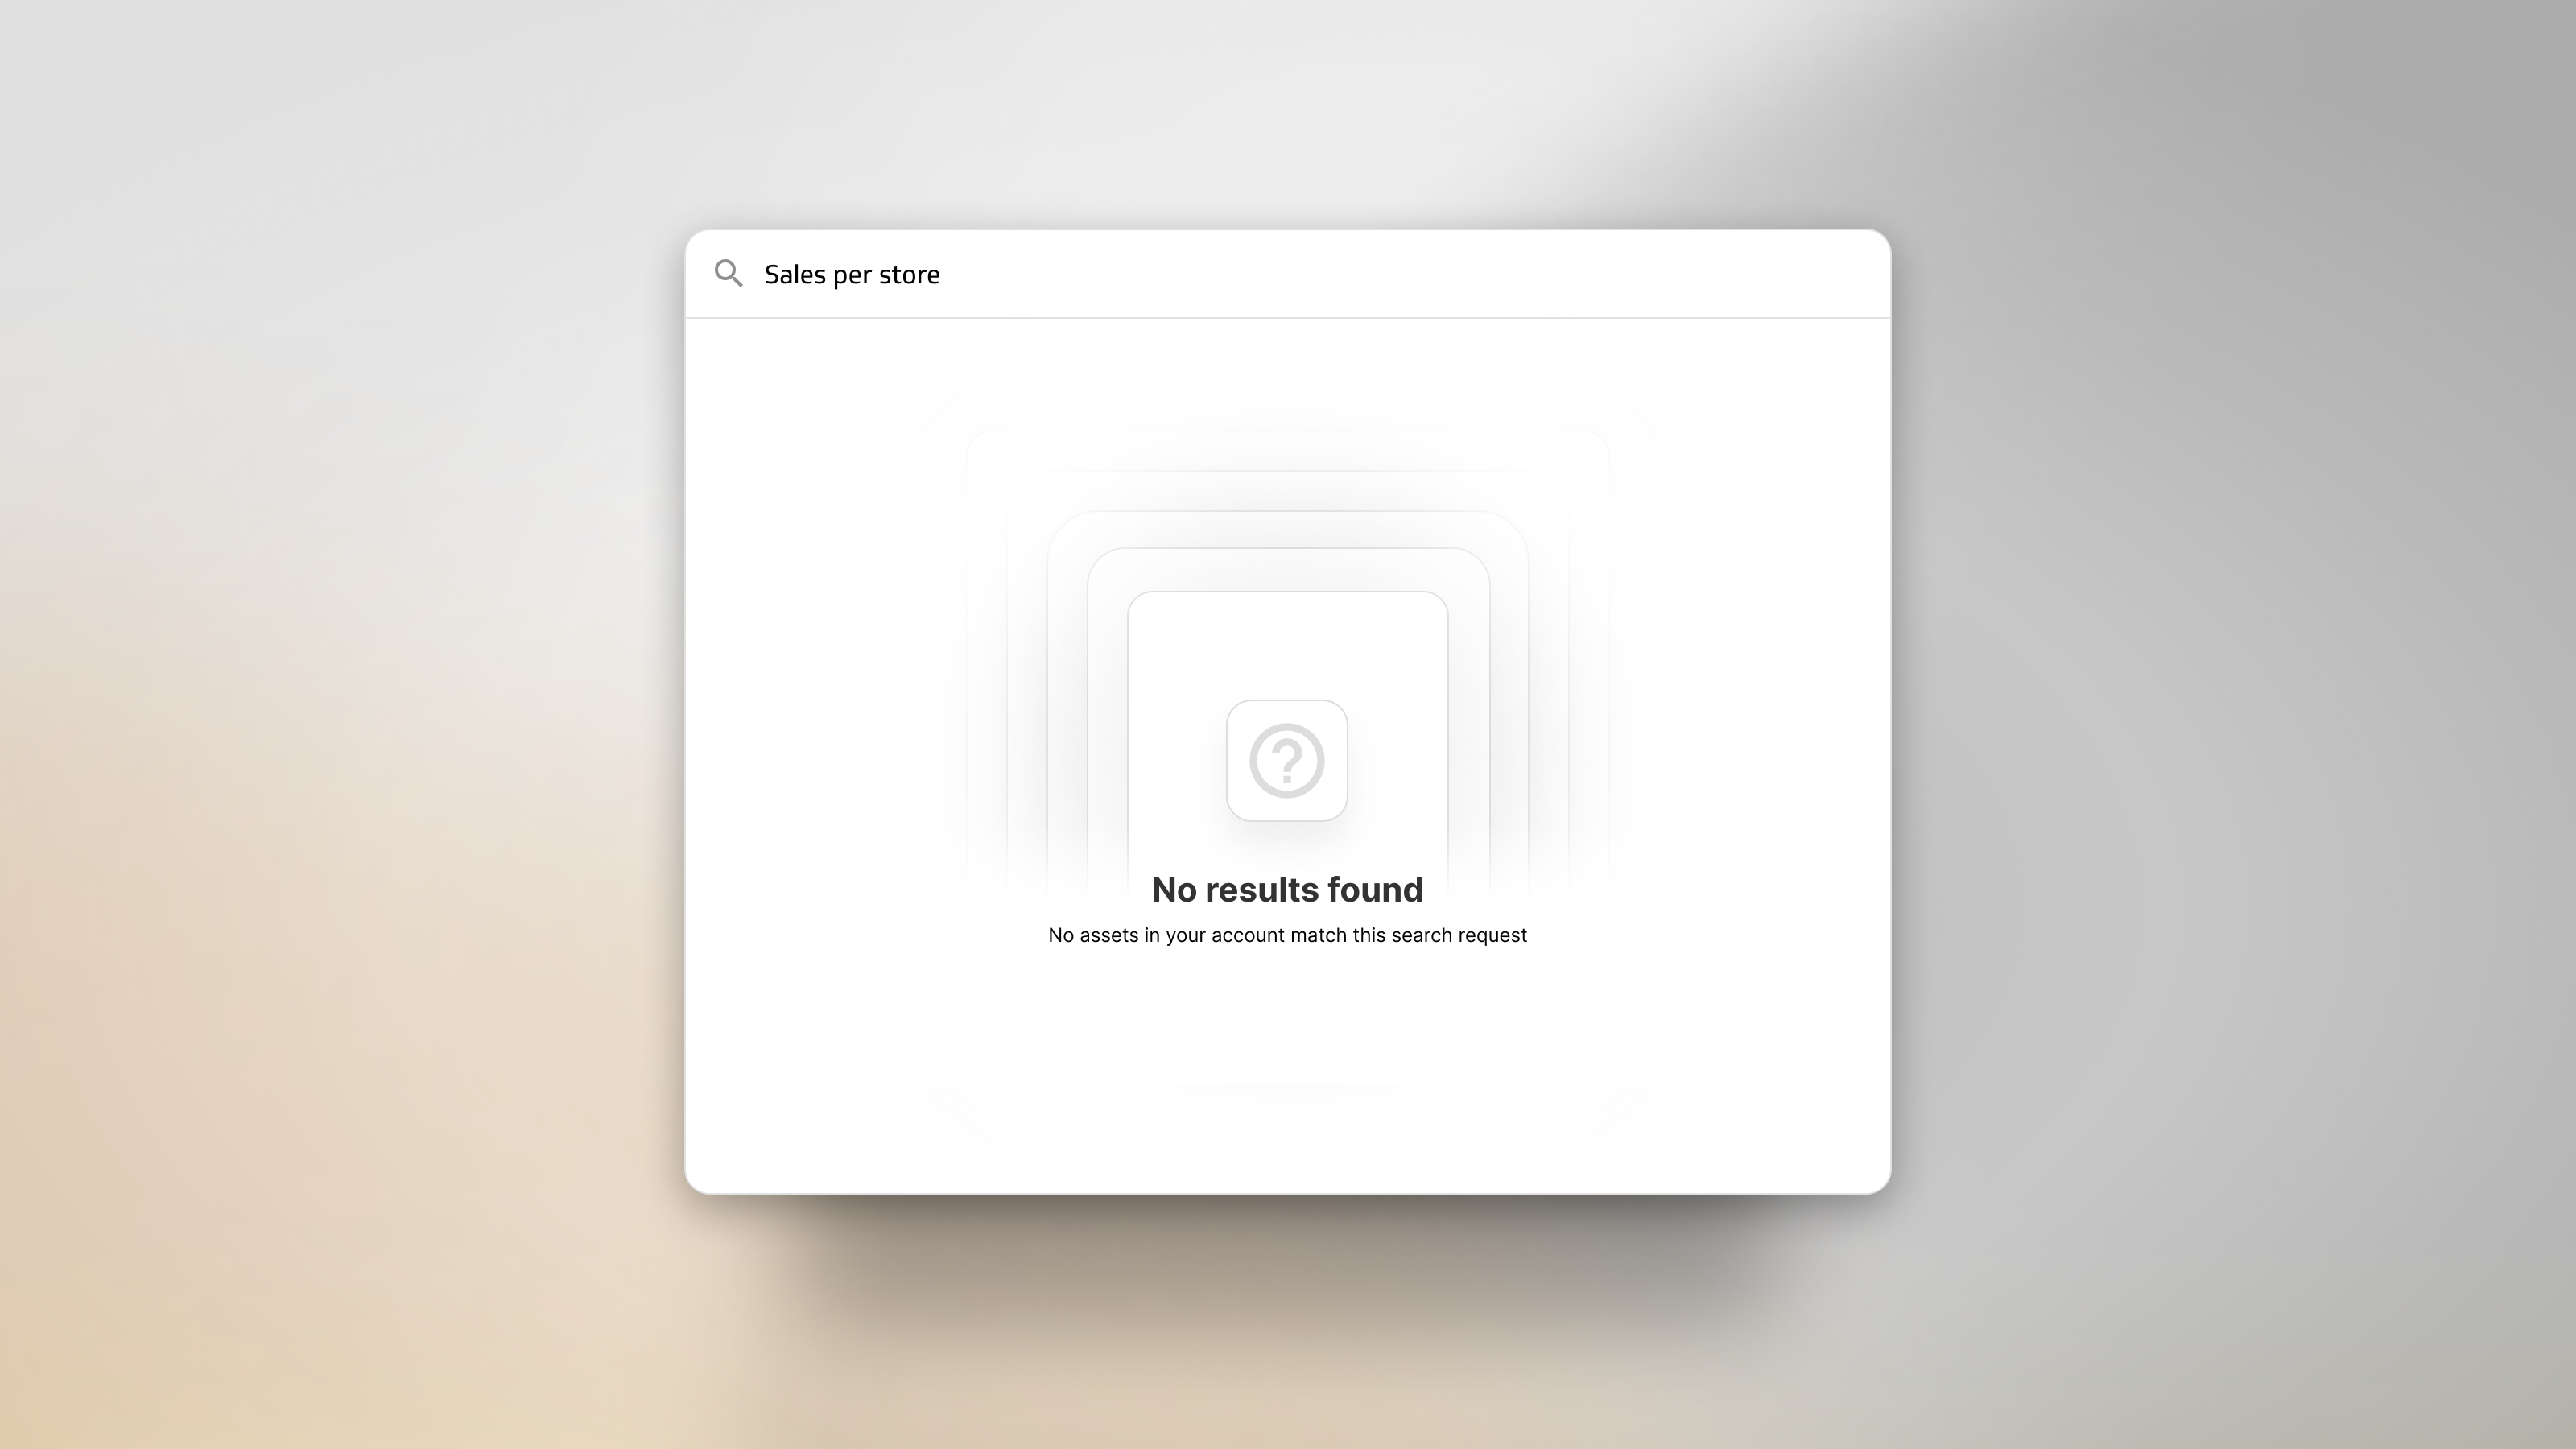 Sales per store
No results found
No assets in your account match this search request